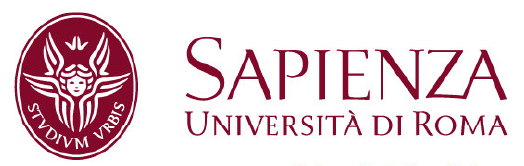 STVDIVM VRBIS
SAPIENZA
UNIVERSITÀ DI ROMA